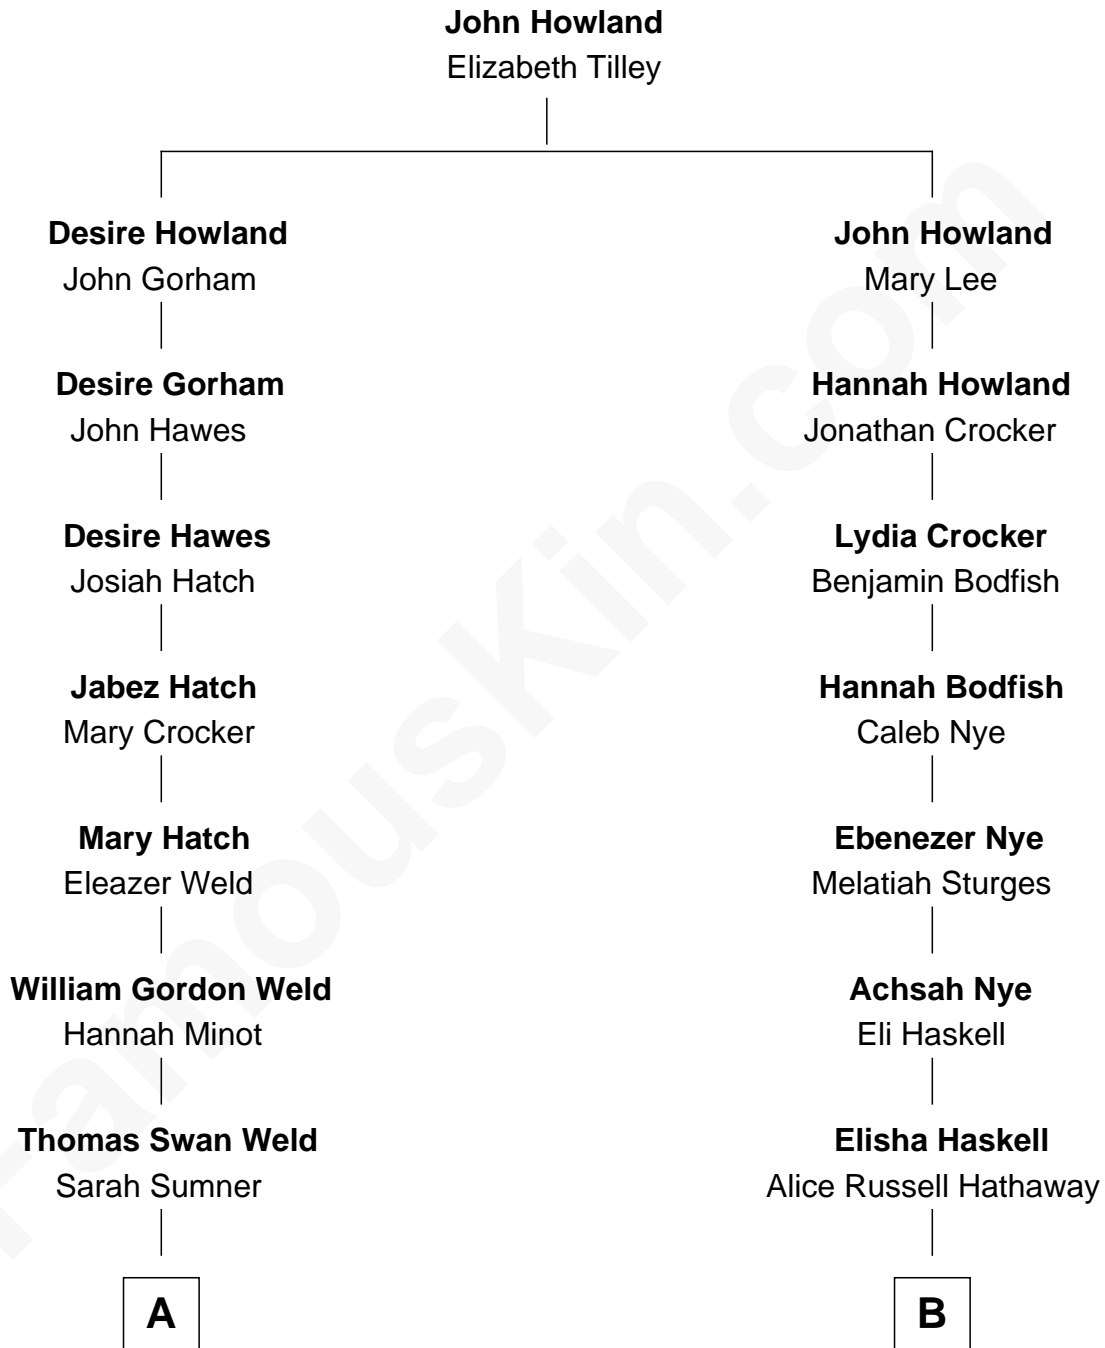 John Howland
Elizabeth Tilley
Desire Howland
John Gorham
John Howland
Mary Lee
Desire Gorham
John Hawes
Hannah Howland
Jonathan Crocker
Desire Hawes
Josiah Hatch
Lydia Crocker
Benjamin Bodfish
Jabez Hatch
Mary Crocker
Hannah Bodfish
Caleb Nye
Mary Hatch
Eleazer Weld
Ebenezer Nye
Melatiah Sturges
William Gordon Weld
Hannah Minot
Achsah Nye
Eli Haskell
Thomas Swan Weld
Sarah Sumner
Elisha Haskell
Alice Russell Hathaway
A
B
FamousKin.com